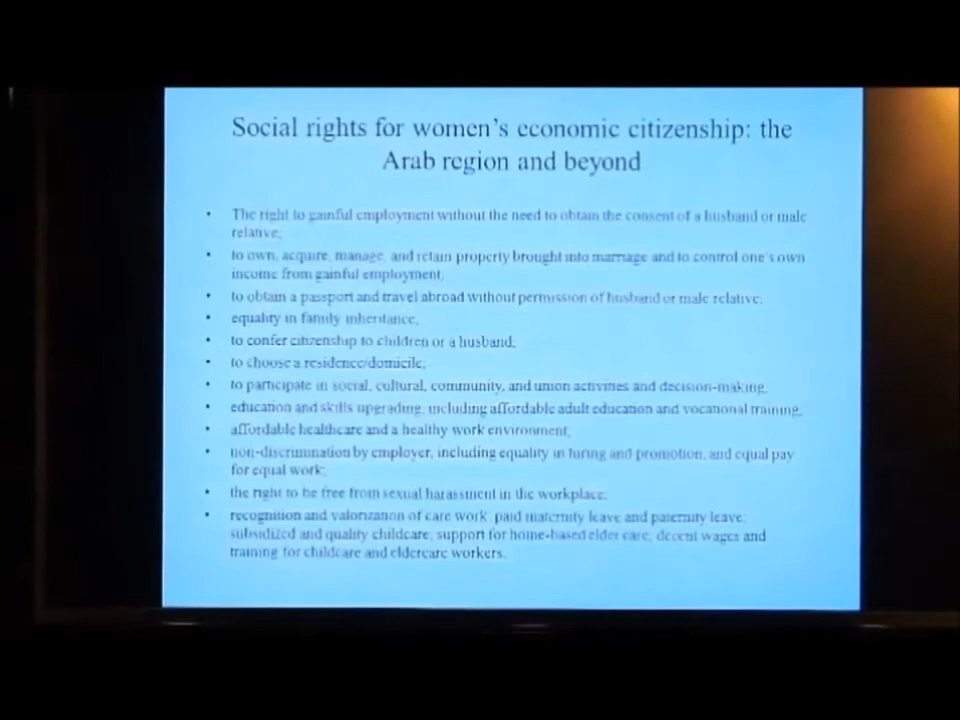 Social rights for women's economic citizenship: the
Arab region and beyond
• The right to gainful employment without the need to obtain the consent of a husband or male
relative;
• to own, acquire, manage, and retain property brought into marriage and to control one's own
income from gainful employment;
• to obtain a passport and travel abroad without permission of husband or male relative;
• equality in family inheritance;
• to confer citizenship to children or a husband;
• to choose a residence/domicile;
• to participate in social, cultural, community, and union activities and decision-making;
• education and skills upgrading, including affordable adult education and vocational training;
• affordable healthcare and a healthy work environment;
• non-discrimination by employer, including equality in hiring and promotion, and equal pay
for equal work;
• the right to be free from sexual harassment in the workplace;
• recognition and valorization of care work: paid maternity leave and paternity leave;
subsidized and quality childcare, support for home-based elder care, decent wages and
training for childcare and eldercare workers.